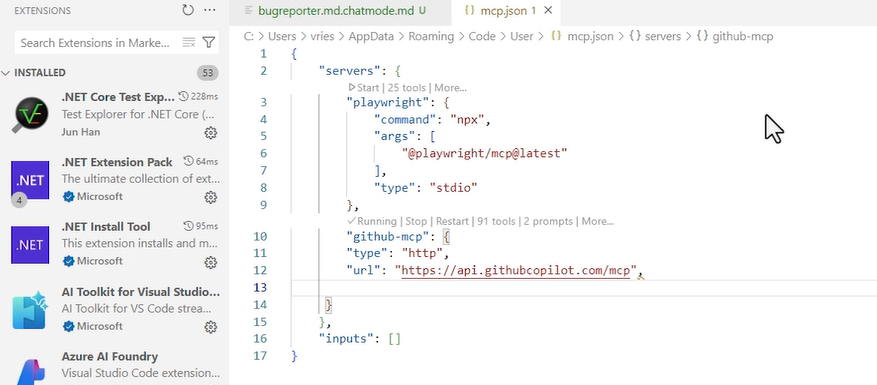 EXTENSIONS
Search Extensions in Marke...
INSTALLED 53
.NET Core Test Exp... 228ms
Test Explorer for .NET Core (...
Jun Han
.NET
4
.NET Extension Pack 64ms
The ultimate collection of ext...
Microsoft
.NET
.NET Install Tool 95ms
This extension installs and m...
Microsoft
AI Toolkit for Visual Studio...
AI Toolkit for VS Code strea...
Microsoft
Azure AI Foundry
Visual Studio Code extension...
bugreporter.md.chatmode.md U
{} mcp.json 1
C: > Users > vries > AppData > Roaming > Code > User > {} mcp.json > {} servers > {} github-mcp
1 {
2 "servers": {
Start | 25 tools | More...
3 "playwright": {
4 "command": "npx",
5 "args": [
6 "@playwright/mcp@latest"
7 ],
8 "type": "stdio"
9 },
✓Running | Stop | Restart | 91 tools | 2 prompts | More...
10 "github-mcp": {
11 "type": "http",
12 "url": "https://api.githubcopilot.com/mcp",
13
14 }
15 },
16 "inputs": []
17 }